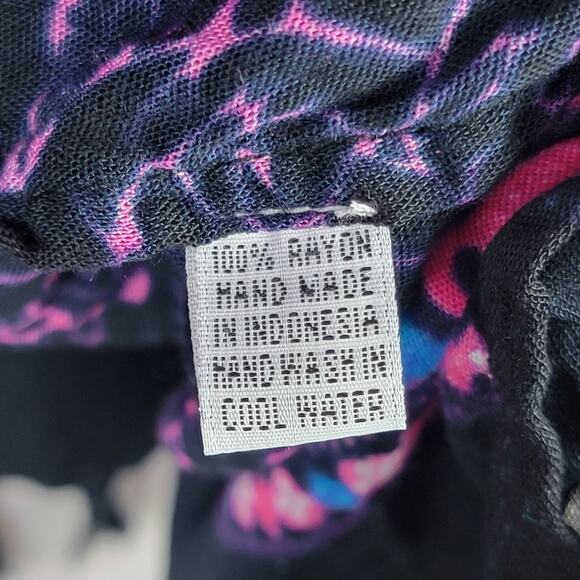 100% RAYON
HAND MADE
IN INDONESIA
HAND WASH IN
COOL WATER